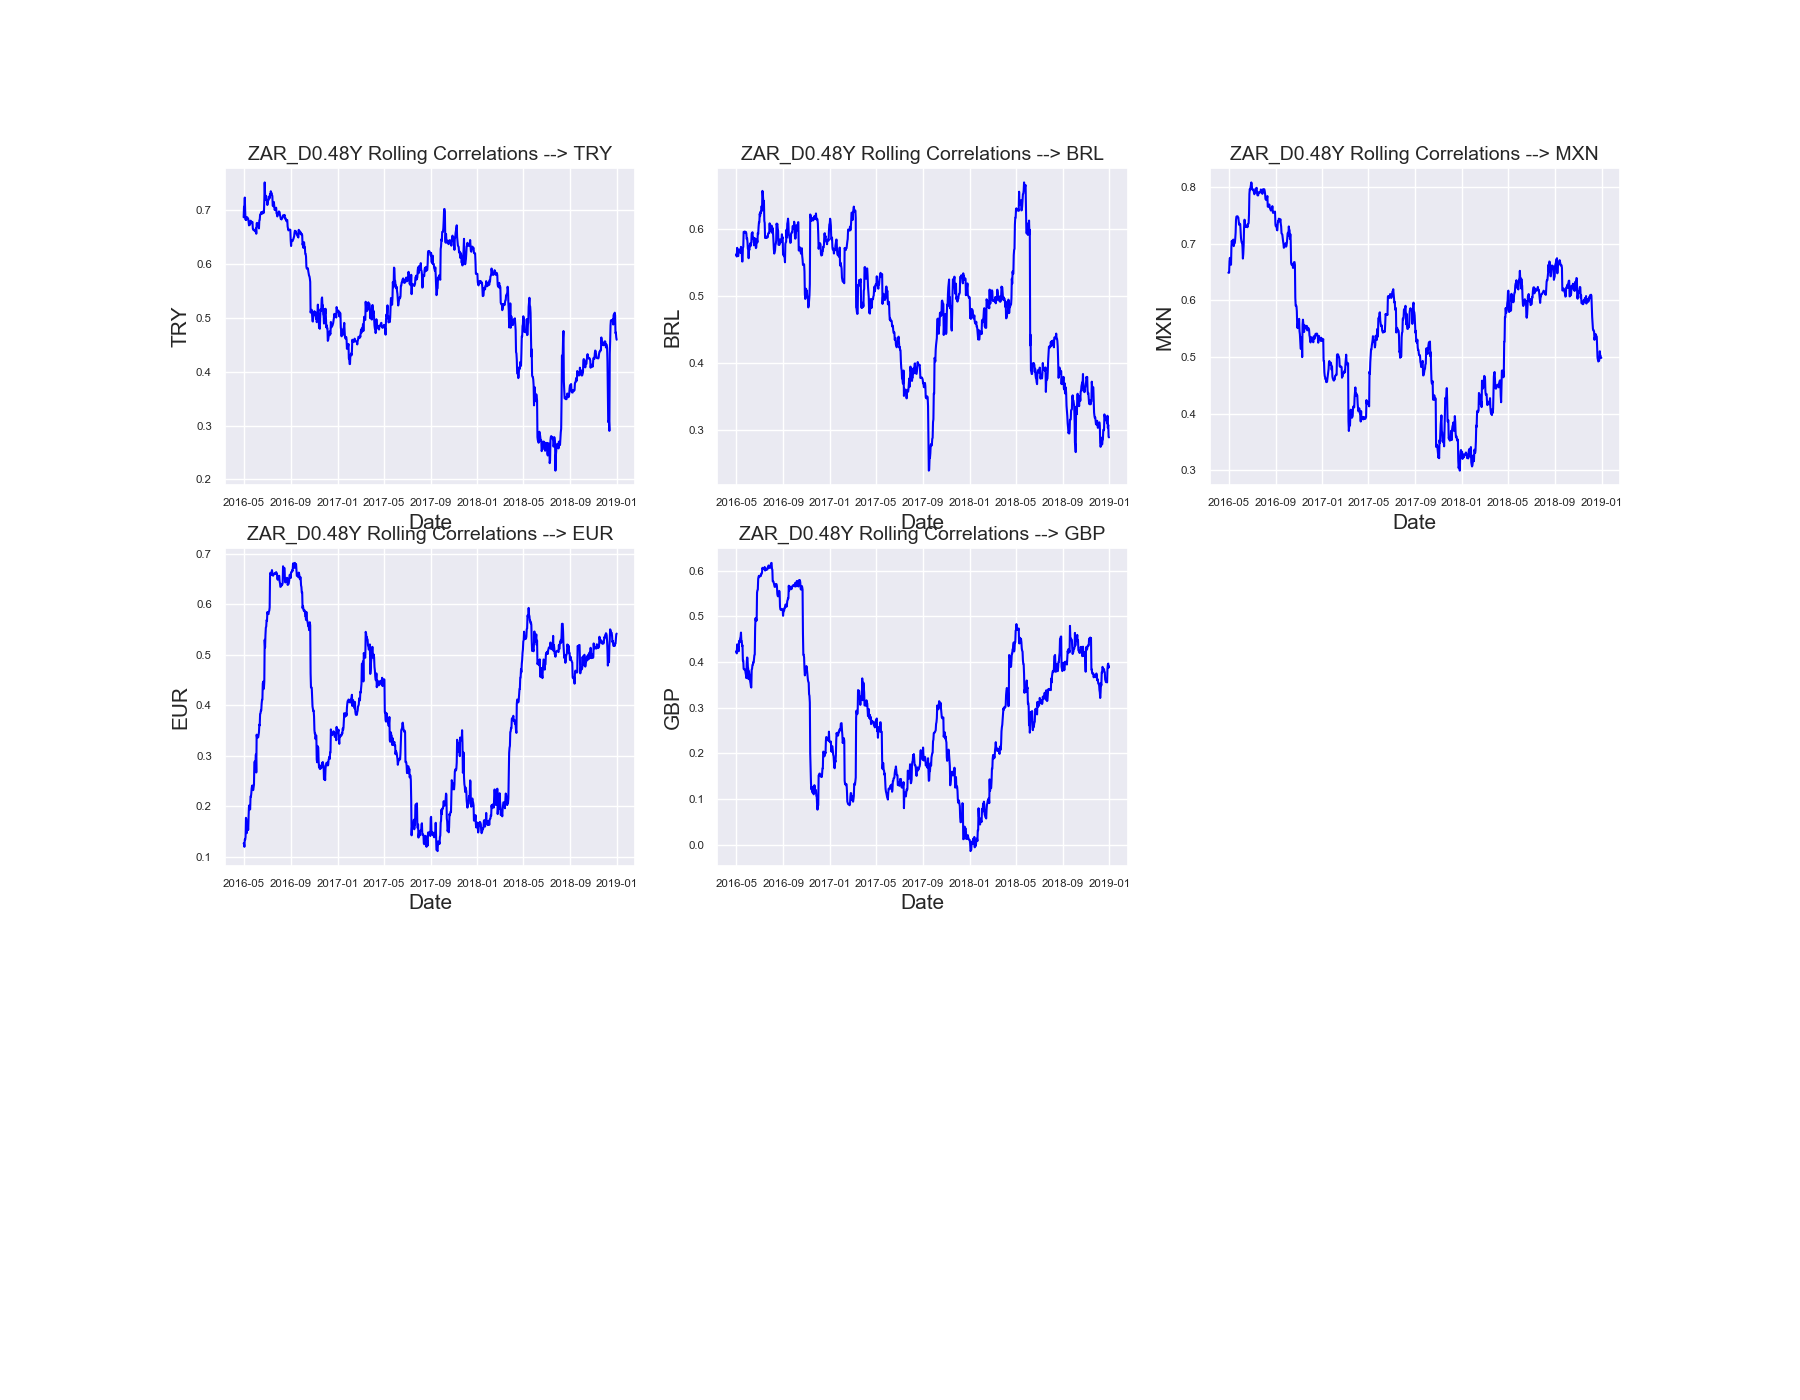 ZAR_D0.48Y Rolling Correlations --> TRY
TRY
0.7
0.6
0.5
0.4
0.3
0.2
2016-05 2016-09 2017-01 2017-05 2017-09 2018-01 2018-05 2018-09 2019-01
Date
ZAR_D0.48Y Rolling Correlations --> BRL
BRL
0.6
0.5
0.4
0.3
2016-05 2016-09 2017-01 2017-05 2017-09 2018-01 2018-05 2018-09 2019-01
Date
ZAR_D0.48Y Rolling Correlations --> MXN
MXN
0.8
0.7
0.6
0.5
0.4
0.3
2016-05 2016-09 2017-01 2017-05 2017-09 2018-01 2018-05 2018-09 2019-01
Date
ZAR_D0.48Y Rolling Correlations --> EUR
EUR
0.7
0.6
0.5
0.4
0.3
0.2
0.1
2016-05 2016-09 2017-01 2017-05 2017-09 2018-01 2018-05 2018-09 2019-01
Date
ZAR_D0.48Y Rolling Correlations --> GBP
GBP
0.6
0.5
0.4
0.3
0.2
0.1
0.0
2016-05 2016-09 2017-01 2017-05 2017-09 2018-01 2018-05 2018-09 2019-01
Date